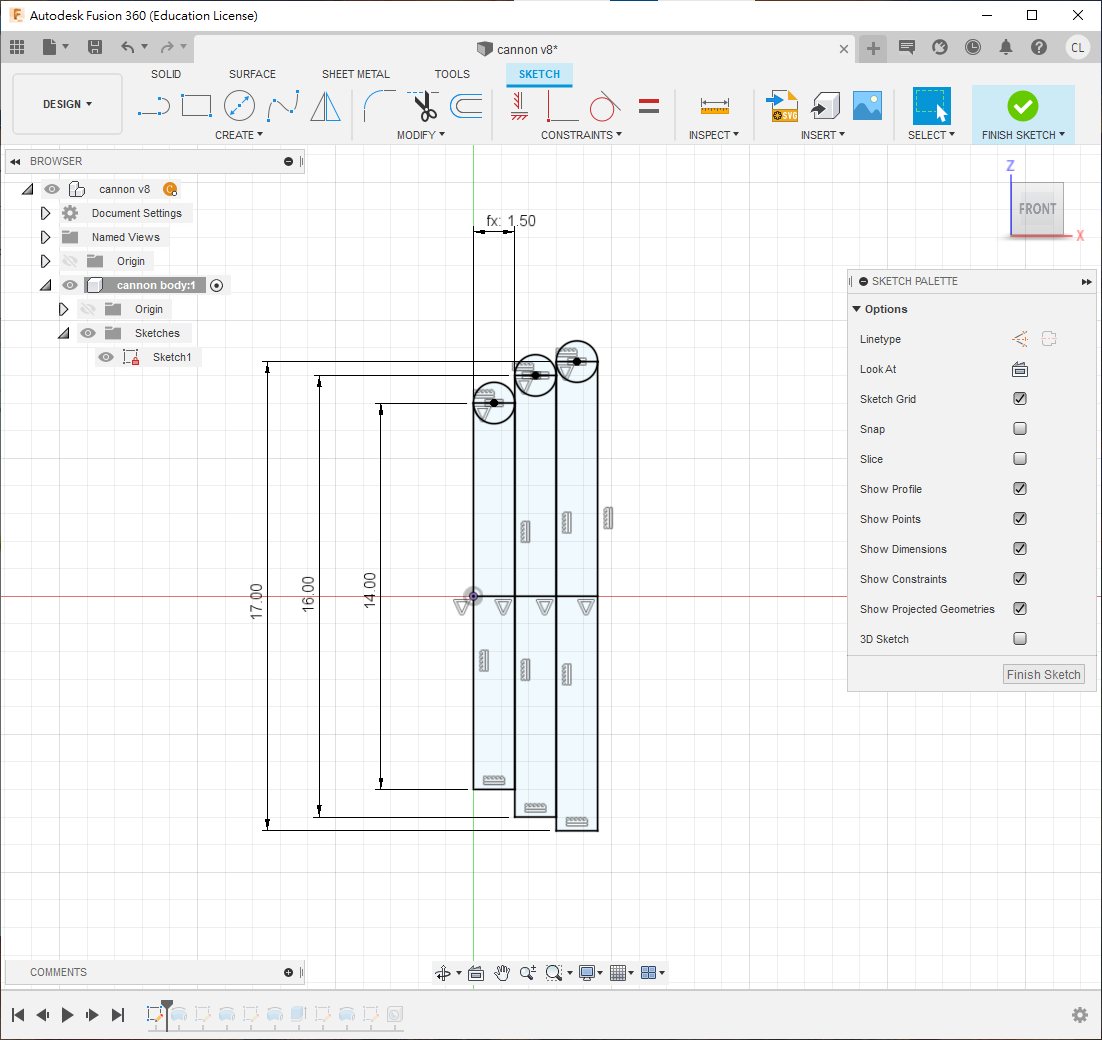 Autodesk Fusion 360 (Education License)
cannon v8*
CL
DESIGN
SOLID
SURFACE
SHEET METAL
TOOLS
SKETCH
SVG
CREATE
MODIFY
CONSTRAINTS
INSPECT
INSERT
SELECT
FINISH SKETCH
BROWSER
cannon v8
Document Settings
Named Views
Origin
cannon body:1
Origin
Sketches
Sketch1
fx: 1.50
17.00
16.00
14.00
Z
FRONT
X
SKETCH PALETTE
Options
Linetype
Look At
Sketch Grid
Snap
Slice
Show Profile
Show Points
Show Dimensions
Show Constraints
Show Projected Geometries
3D Sketch
Finish Sketch
COMMENTS